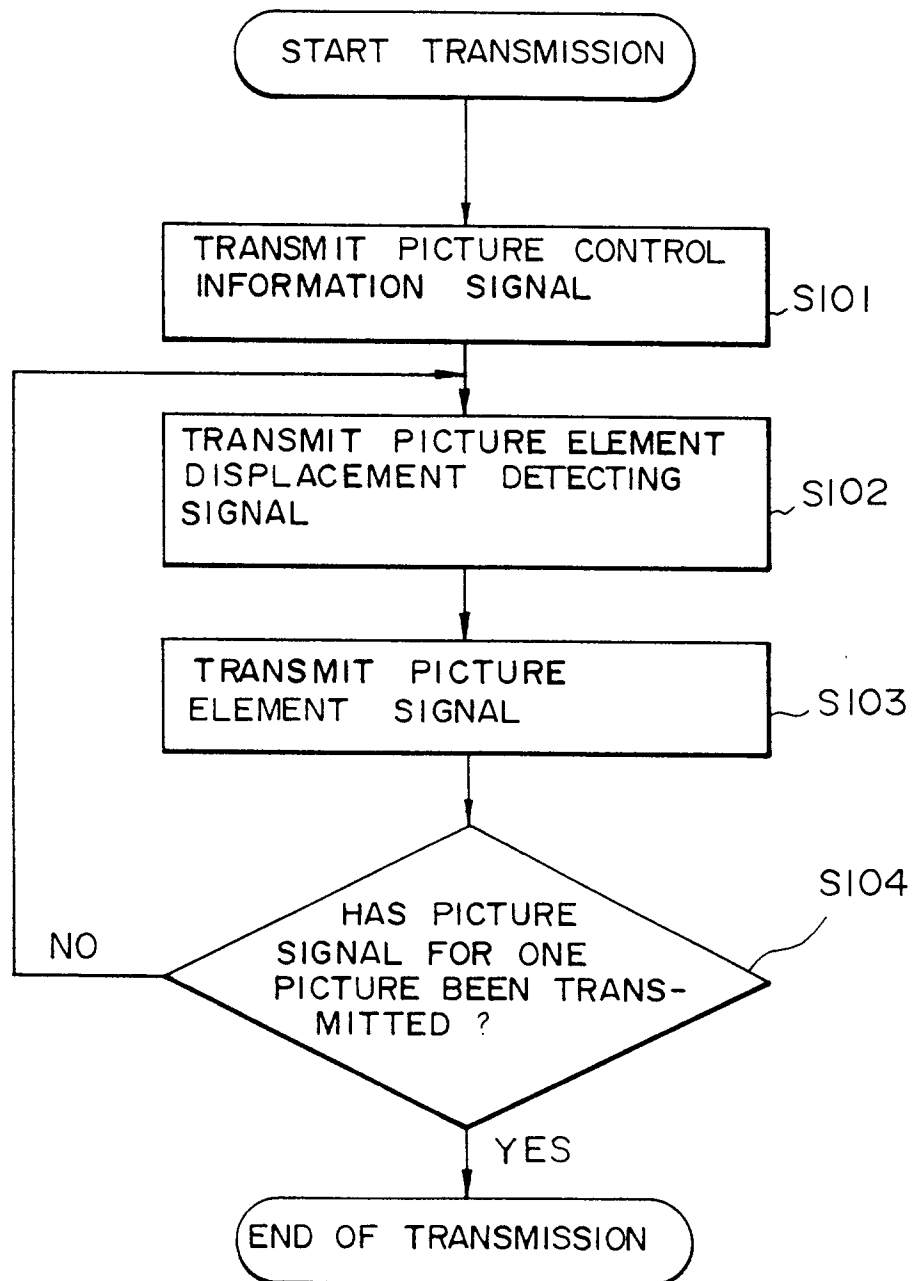 START TRANSMISSION
TRANSMIT PICTURE CONTROL
INFORMATION SIGNAL
S101
TRANSMIT PICTURE ELEMENT
DISPLACEMENT DETECTING
SIGNAL
S102
TRANSMIT PICTURE
ELEMENT SIGNAL
S103
S104
HAS PICTURE
SIGNAL FOR ONE
PICTURE BEEN TRANS-
MITTED ?
NO
YES
END OF TRANSMISSION